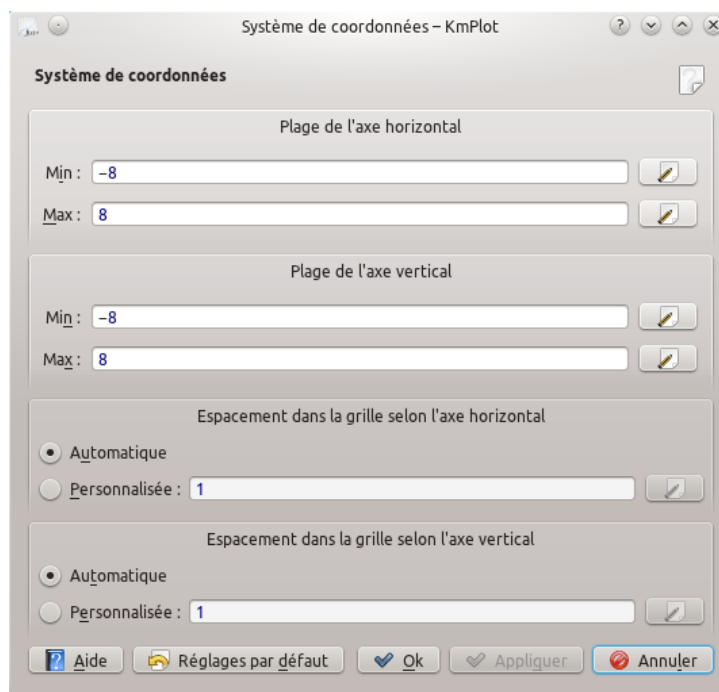 Système de coordonnées – KmPlot
Système de coordonnées
Plage de l'axe horizontal
Min : −8
Max : 8
Plage de l'axe vertical
Min : −8
Max : 8
Espacement dans la grille selon l'axe horizontal
Automatique
Personnalisée : 1
Espacement dans la grille selon l'axe vertical
Automatique
Personnalisée : 1
Aide Réglages par défaut Ok Appliquer Annuler